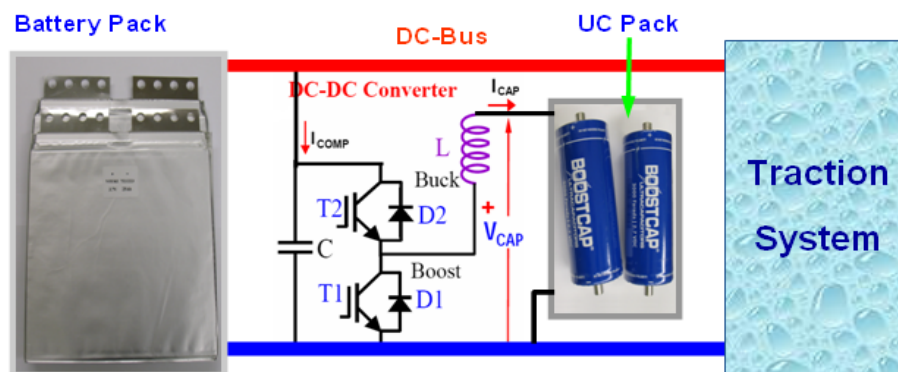 Battery Pack
DC-Bus
UC Pack
DC-DC Converter
I_CAP
I_COMP
L
Buck
T2
D2
+
V_CAP
C
Boost
T1
D1
BOOSTCAP
ULTRACAPACITORS
BOOSTCAP
Traction
System